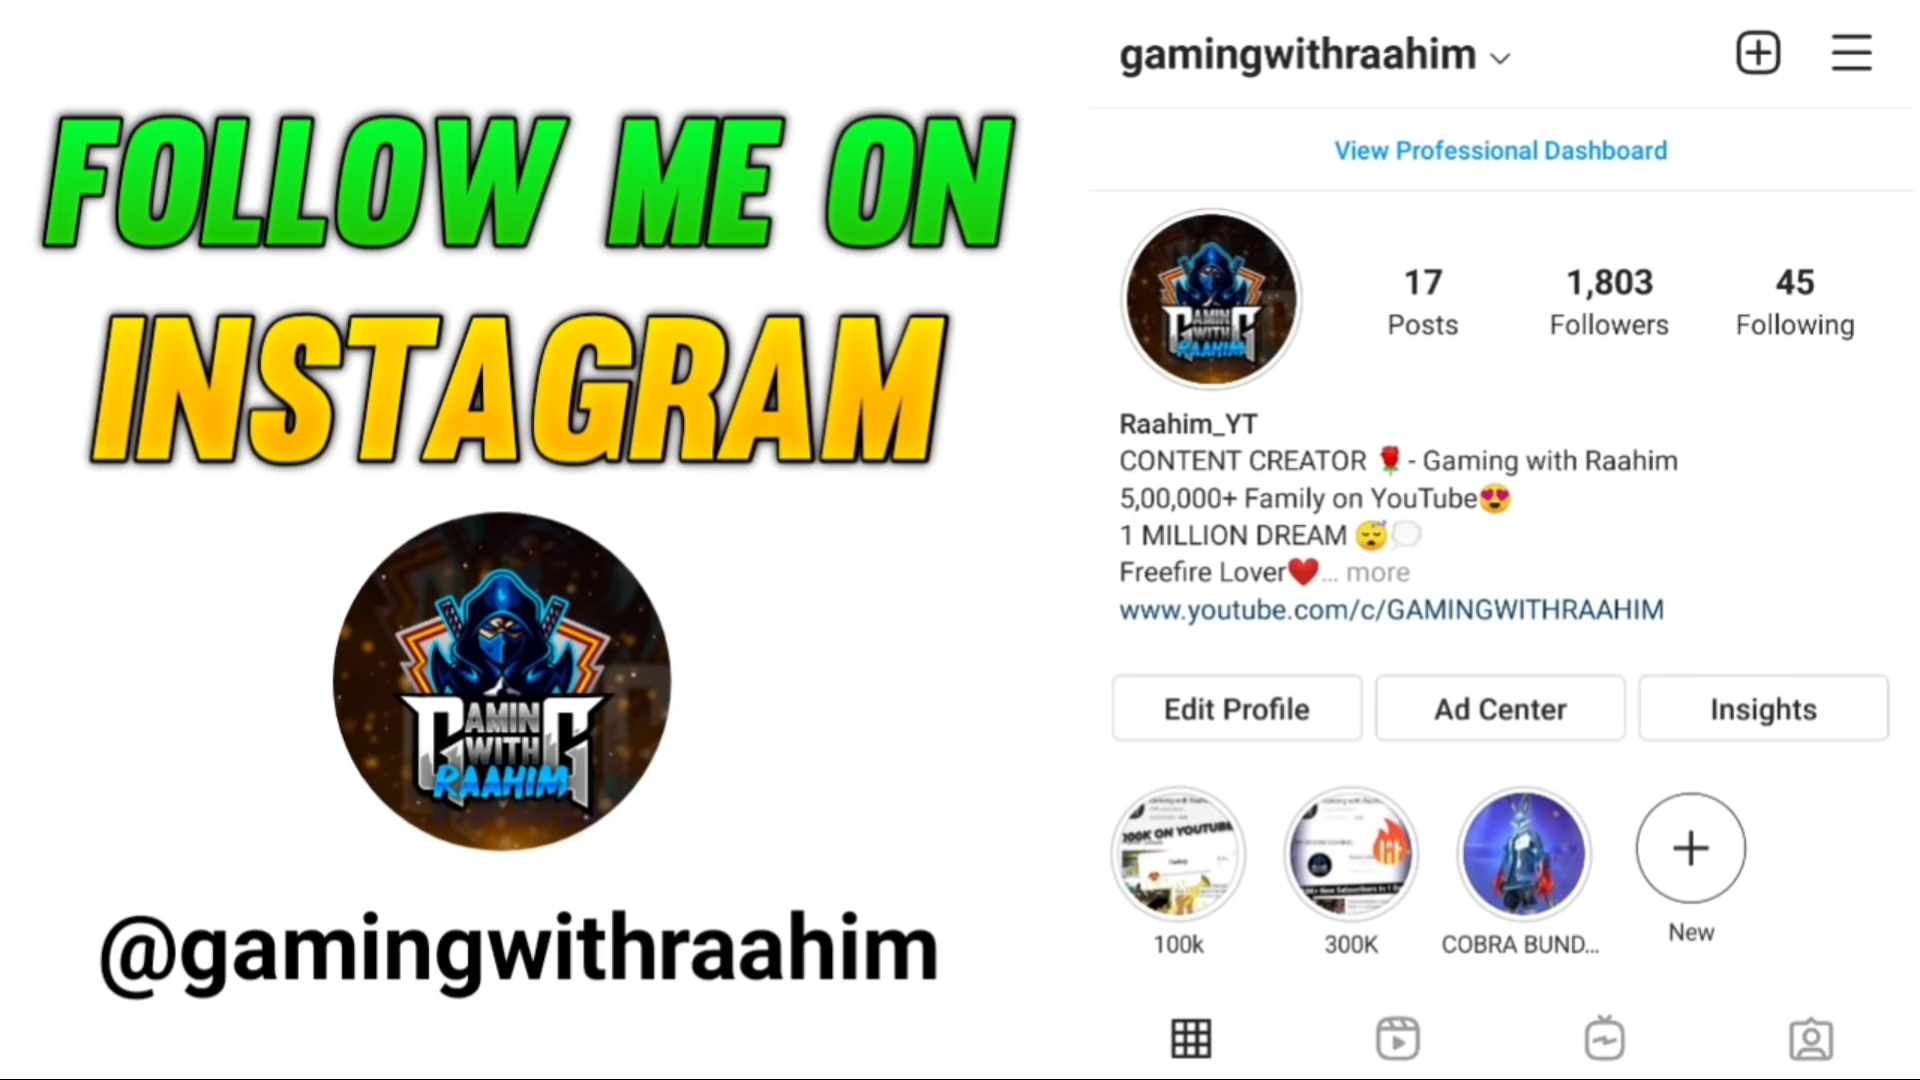 FOLLOW ME ON
INSTAGRAM
GAMING
WITH
RAAHIM
@gamingwithraahim
gamingwithraahim
View Professional Dashboard
GAMING
WITH
RAAHIM
17
Posts
1,803
Followers
45
Following
Raahim_YT
CONTENT CREATOR 🌹 - Gaming with Raahim
5,00,000+ Family on YouTube😍
1 MILLION DREAM 😴💭
Freefire Lover❤️... more
www.youtube.com/c/GAMINGWITHRAAHIM
Edit Profile
Ad Center
Insights
ON YOUTUBE
100k
300K
COBRA BUND...
New